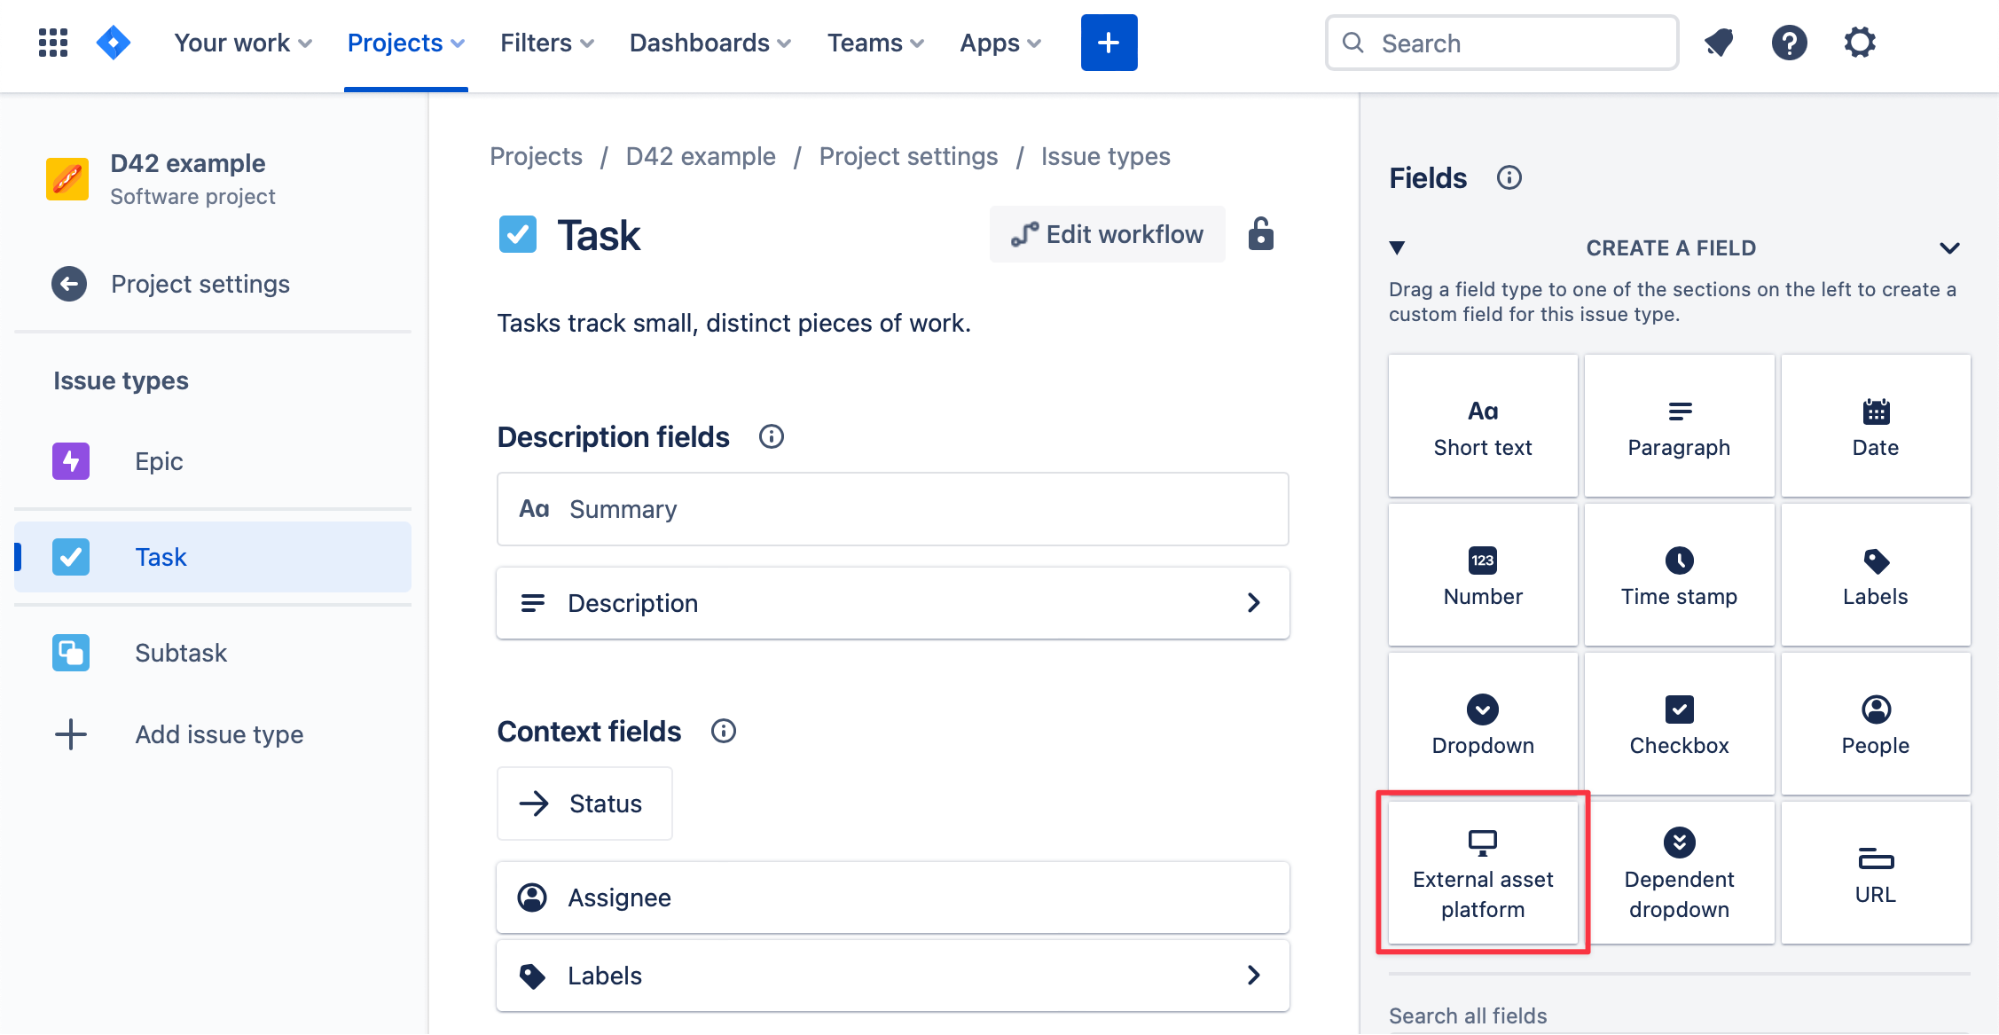 Your work
Projects
Filters
Dashboards
Teams
Apps
Search
D42 example
Software project
Project settings
Issue types
Epic
Task
Subtask
Add issue type
Projects / D42 example / Project settings / Issue types
Task
Edit workflow
Tasks track small, distinct pieces of work.
Description fields
Aa Summary
Description
Context fields
Status
Assignee
Labels
Fields
CREATE A FIELD
Drag a field type to one of the sections on the left to create a
custom field for this issue type.
Aa
Short text
Paragraph
Date
123
Number
Time stamp
Labels
Dropdown
Checkbox
People
External asset
platform
Dependent
dropdown
URL
Search all fields